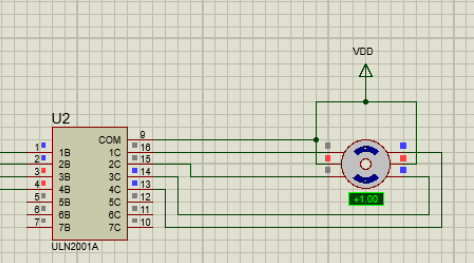 VDD
U2
COM 9
1 1B 1C 16
2 2B 2C 15
3 3B 3C 14
4 4B 4C 13
5 5B 5C 12
6 6B 6C 11
7 7B 7C 10
ULN2001A
+1.00